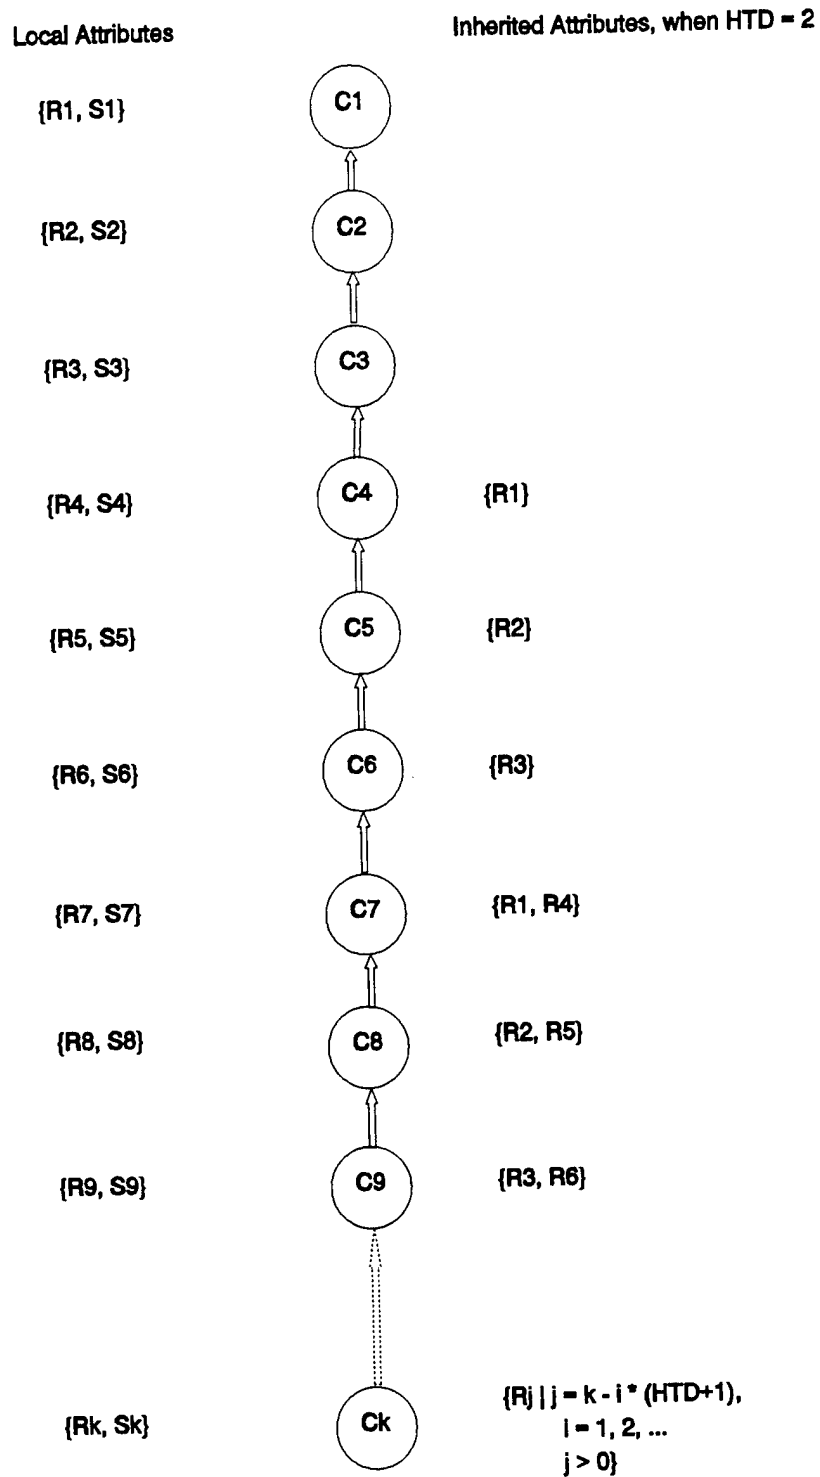 Local Attributes
Inherited Attributes, when HTD = 2
{R1, S1}
C1
{R2, S2}
C2
{R3, S3}
C3
{R4, S4}
C4
{R1}
{R5, S5}
C5
{R2}
{R6, S6}
C6
{R3}
{R7, S7}
C7
{R1, R4}
{R8, S8}
C8
{R2, R5}
{R9, S9}
C9
{R3, R6}
{Rk, Sk}
Ck
{Rj | j = k - i * (HTD+1),
i = 1, 2, ...
j > 0}